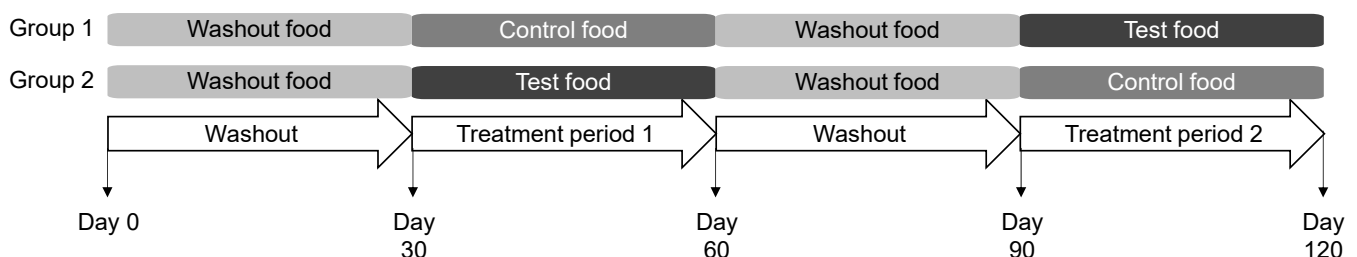 Group 1 Washout food Control food Washout food Test food
Group 2 Washout food Test food Washout food Control food
Washout Treatment period 1 Washout Treatment period 2
Day 0 Day Day Day Day
30 60 90 120